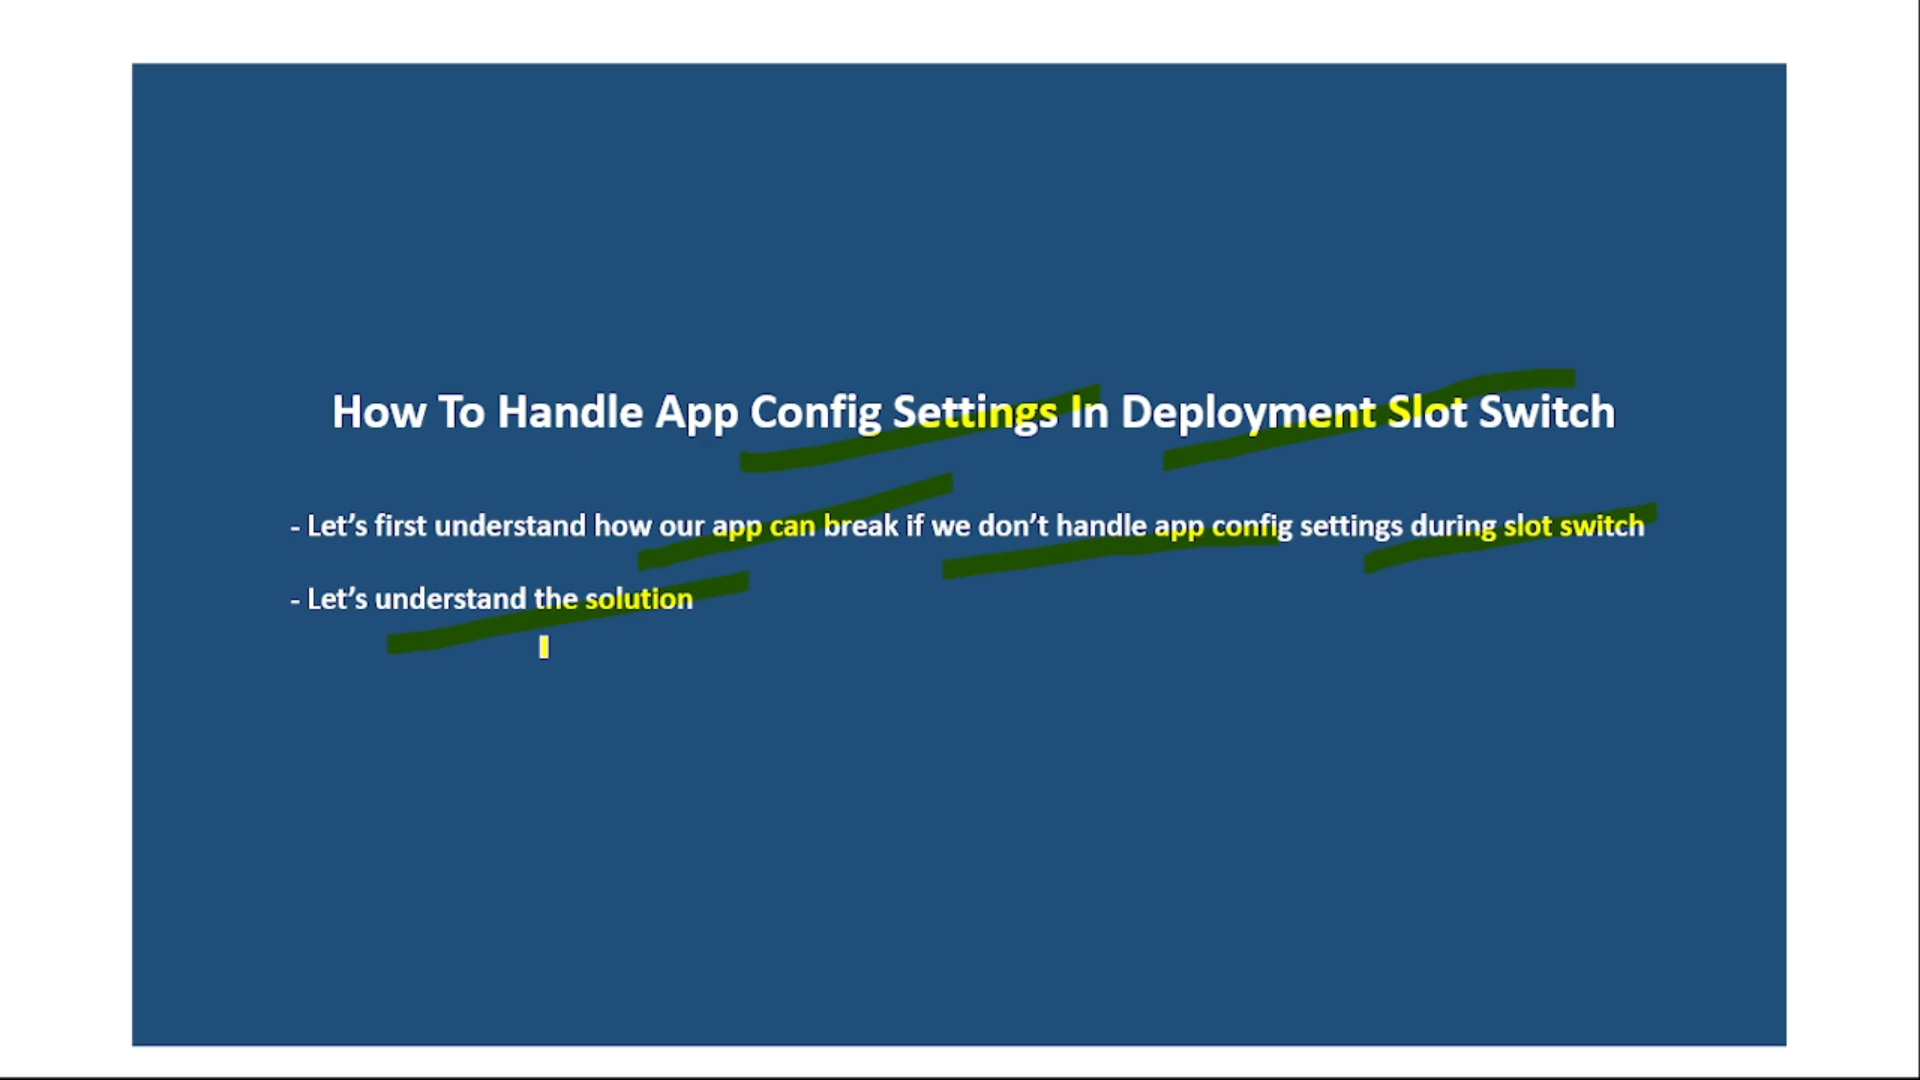 How To Handle App Config Settings In Deployment Slot Switch
- Let’s first understand how our app can break if we don’t handle app config settings during slot switch
- Let’s understand the solution